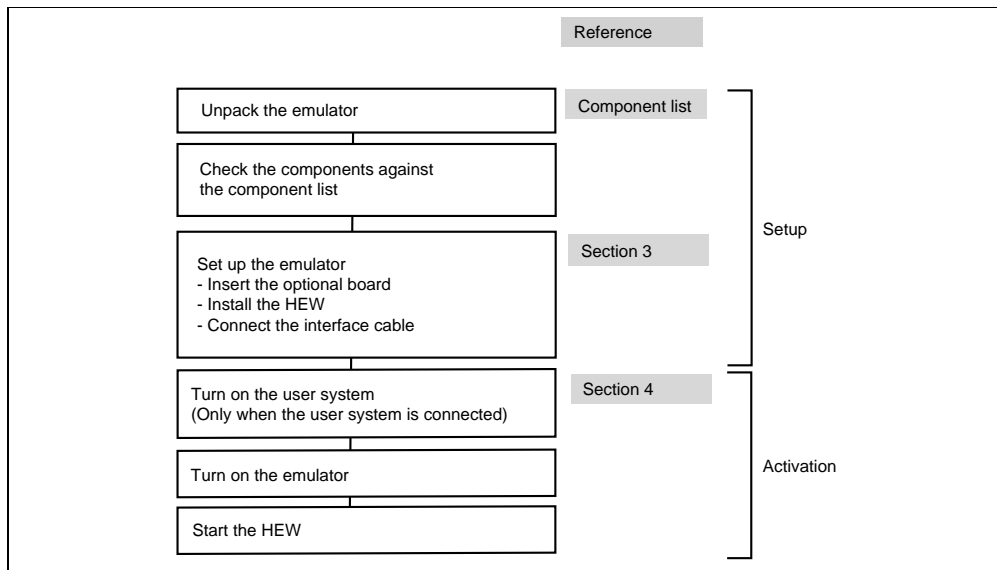 Reference
Unpack the emulator
Component list
Check the components against
the component list
Setup
Set up the emulator
- Insert the optional board
- Install the HEW
- Connect the interface cable
Section 3
Turn on the user system
(Only when the user system is connected)
Section 4
Turn on the emulator
Activation
Start the HEW